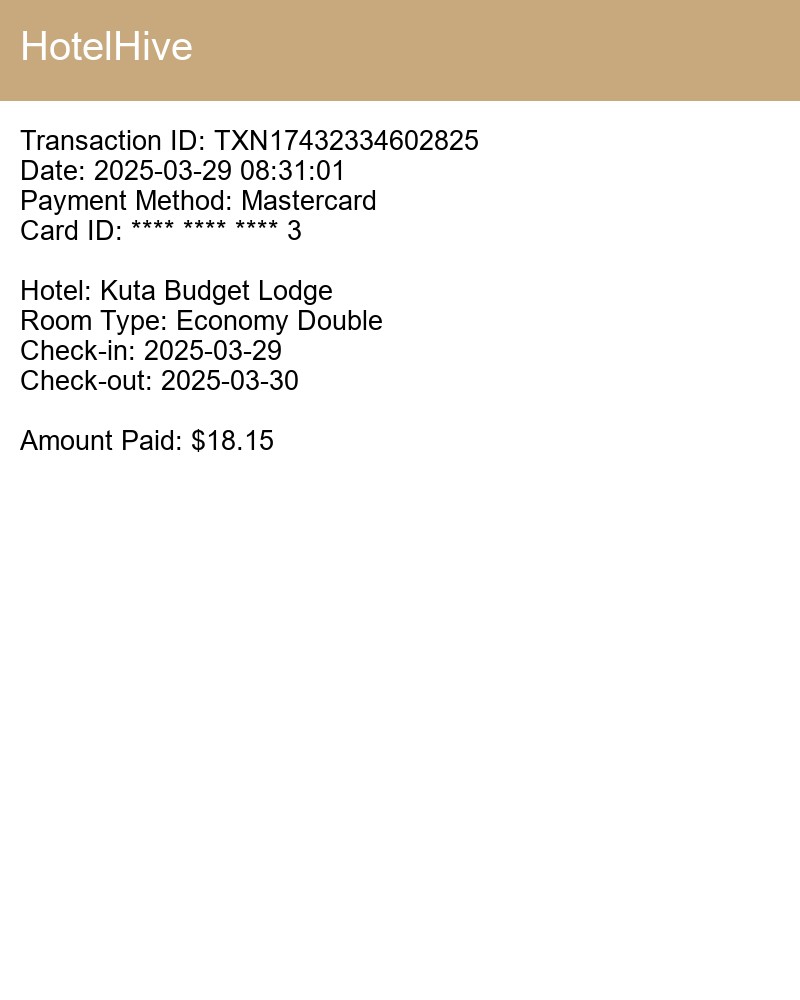 HotelHive
Transaction ID: TXN17432334602825
Date: 2025-03-29 08:31:01
Payment Method: Mastercard
Card ID: **** **** **** 3
Hotel: Kuta Budget Lodge
Room Type: Economy Double
Check-in: 2025-03-29
Check-out: 2025-03-30
Amount Paid: $18.15